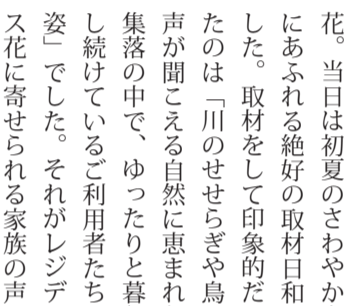 花。当日は初夏のさわやか
にあふれる絶好の取材日和
した。取材をして印象的だ
たのは「川のせせらぎや鳥
声が聞こえる自然に恵まれ
集落の中で、ゆったりと暮
し続けているご利用者たち
姿」でした。それがレジデ
ス花に寄せられる家族の声